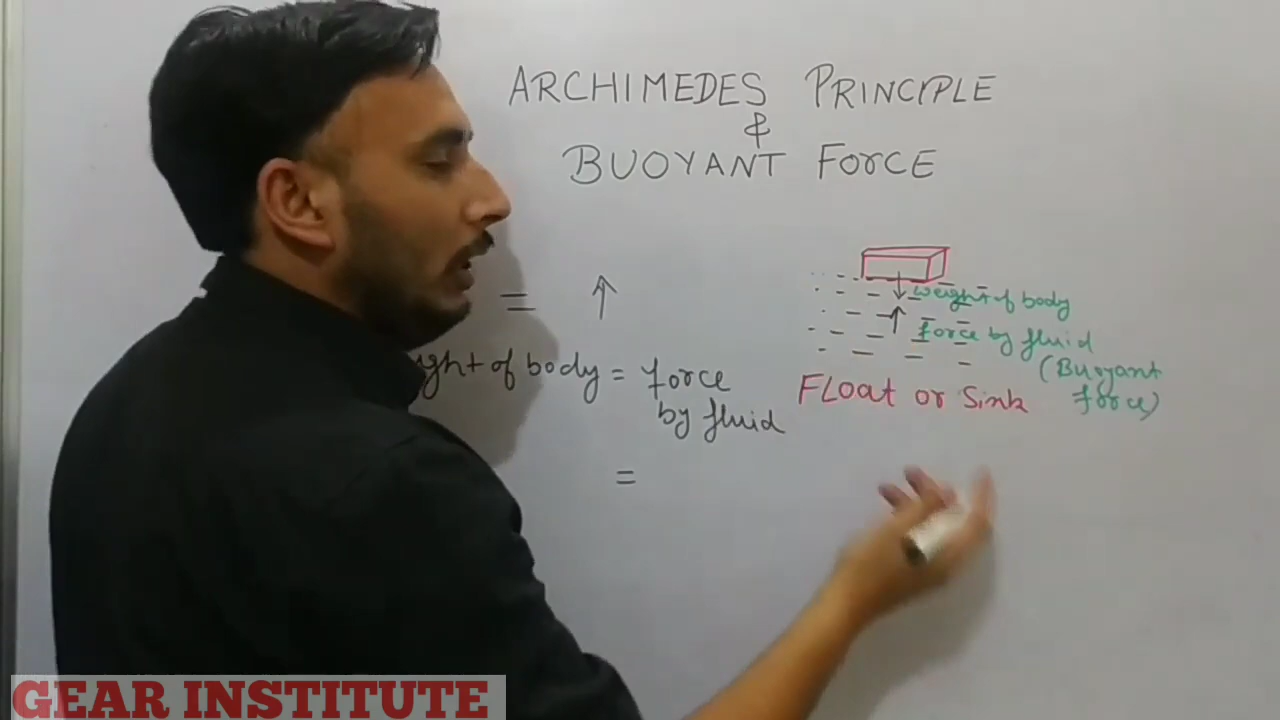 ARCHIMEDES PRINCIPLE
&
BUOYANT FORCE
= ↑
ght of body = force
by fluid
=
weight of body
force by fluid
(Buoyant
force)
FLoat or Sink
GEAR INSTITUTE